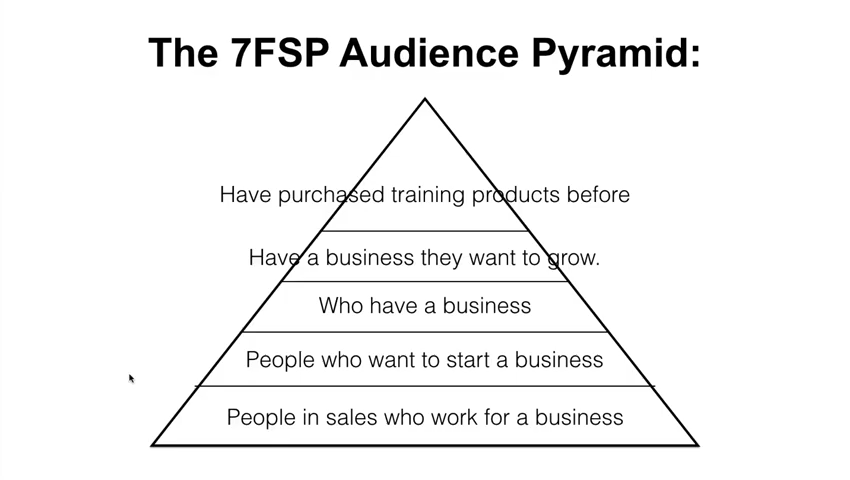 The 7FSP Audience Pyramid:
Have purchased training products before
Have a business they want to grow.
Who have a business
People who want to start a business
People in sales who work for a business